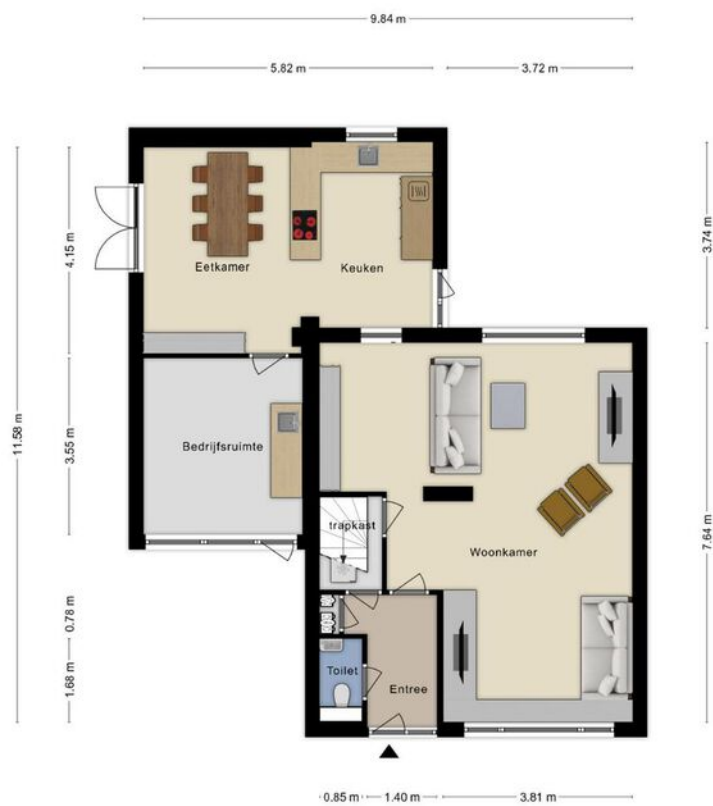 9.84 m
5.82 m
3.72 m
11.58 m
4.15 m
3.55 m
0.78 m
1.68 m
3.74 m
7.64 m
Eetkamer
Keuken
Bedrijfsruimte
trapkast
Woonkamer
Toilet
Entree
0.85 m
1.40 m
3.81 m